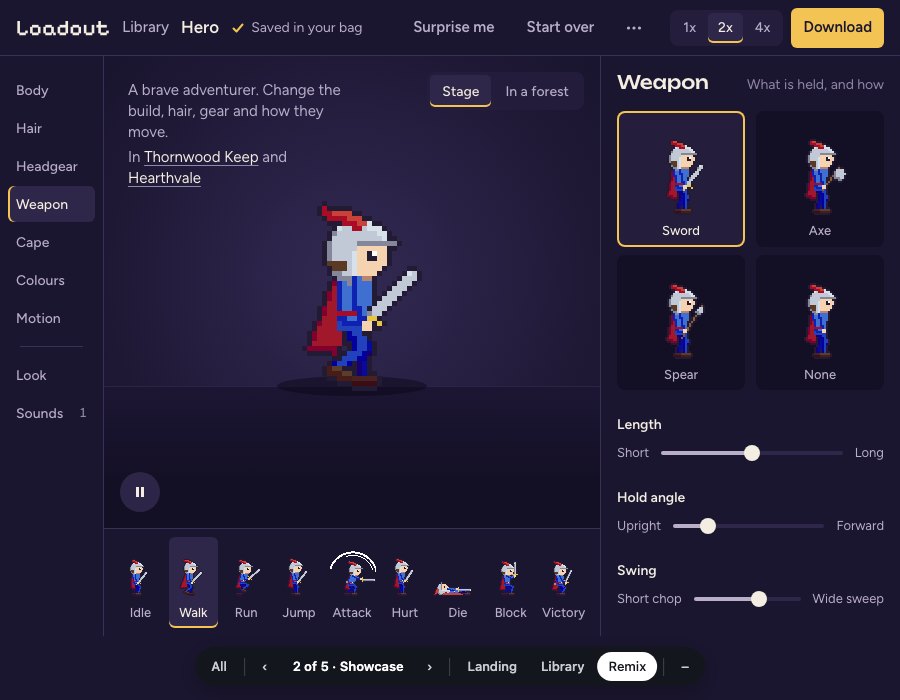 Loadout Library Hero Saved in your bag Surprise me Start over ··· 1x 2x 4x Download
Body
Hair
Headgear
Weapon
Cape
Colours
Motion
Look
Sounds 1
A brave adventurer. Change the
build, hair, gear and how they
move.
In Thornwood Keep and
Hearthvale
Stage In a forest
Idle Walk Run Jump Attack Hurt Die Block Victory
Weapon What is held, and how
Sword Axe
Spear None
Length
Short Long
Hold angle
Upright Forward
Swing
Short chop Wide sweep
All ‹ 2 of 5 · Showcase › Landing Library Remix –